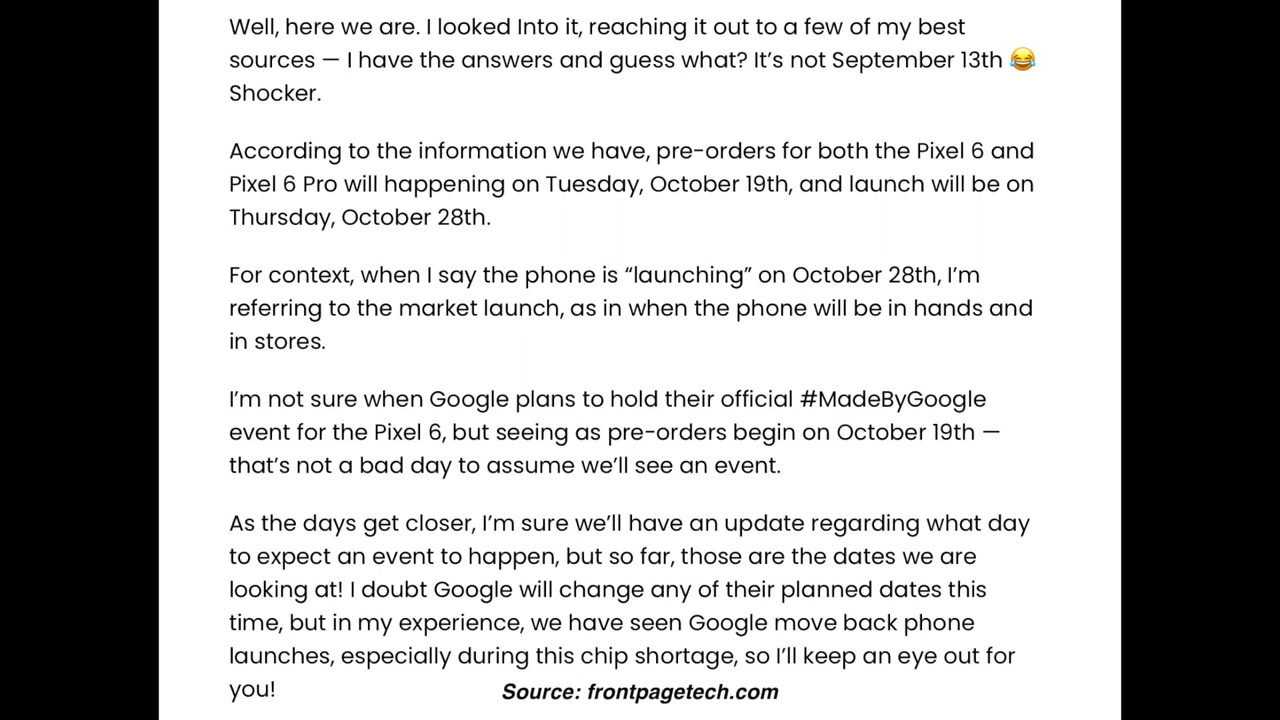 Well, here we are. I looked Into it, reaching it out to a few of my best
sources — I have the answers and guess what? It’s not September 13th 😂
Shocker.
According to the information we have, pre-orders for both the Pixel 6 and
Pixel 6 Pro will happening on Tuesday, October 19th, and launch will be on
Thursday, October 28th.
For context, when I say the phone is “launching” on October 28th, I’m
referring to the market launch, as in when the phone will be in hands and
in stores.
I’m not sure when Google plans to hold their official #MadeByGoogle
event for the Pixel 6, but seeing as pre-orders begin on October 19th —
that’s not a bad day to assume we’ll see an event.
As the days get closer, I’m sure we’ll have an update regarding what day
to expect an event to happen, but so far, those are the dates we are
looking at! I doubt Google will change any of their planned dates this
time, but in my experience, we have seen Google move back phone
launches, especially during this chip shortage, so I’ll keep an eye out for
you!
Source: frontpagetech.com